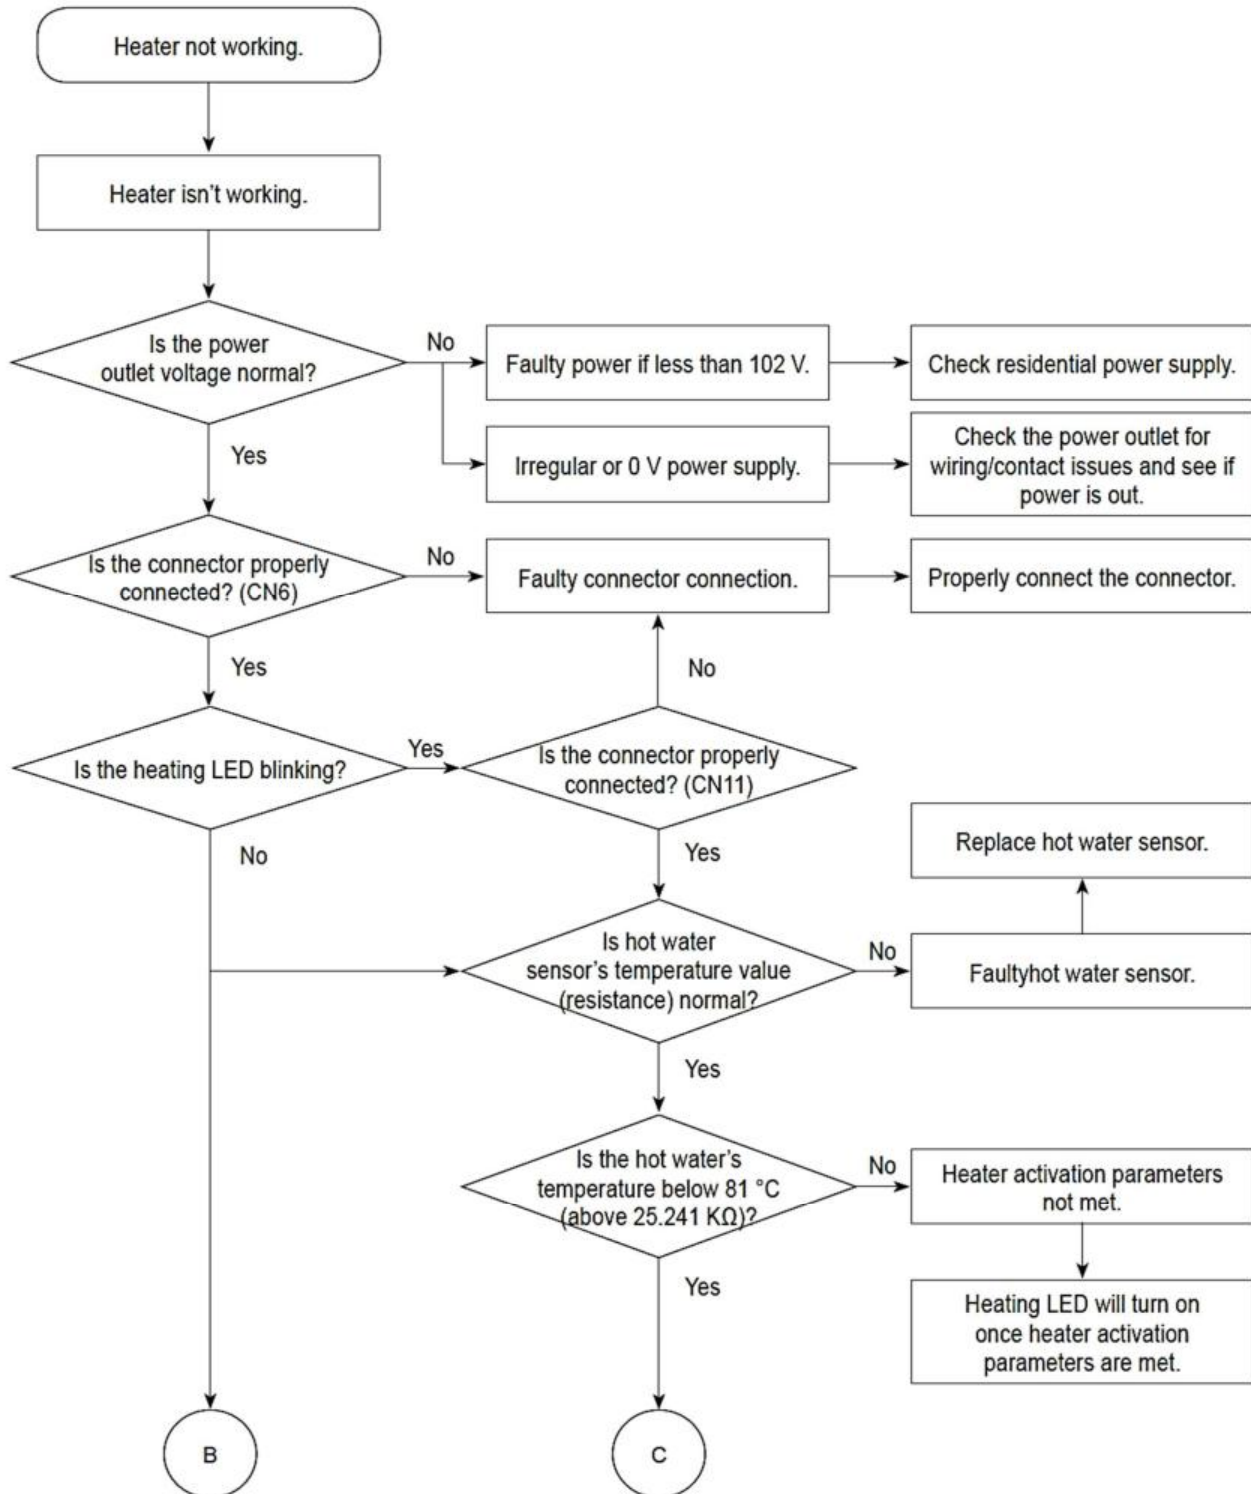 Heater not working.
Heater isn't working.
Is the power
outlet voltage normal?
No
Faulty power if less than 102 V.
Check residential power supply.
Yes
Irregular or 0 V power supply.
Check the power outlet for
wiring/contact issues and see if
power is out.
Is the connector properly
connected? (CN6)
No
Faulty connector connection.
Properly connect the connector.
Yes
No
Is the heating LED blinking?
Yes
Is the connector properly
connected? (CN11)
No
Yes
Replace hot water sensor.
Is hot water
sensor's temperature value
(resistance) normal?
No
Faultyhot water sensor.
Yes
Is the hot water's
temperature below 81 °C
(above 25.241 KΩ)?
No
Heater activation parameters
not met.
Yes
Heating LED will turn on
once heater activation
parameters are met.
B
C